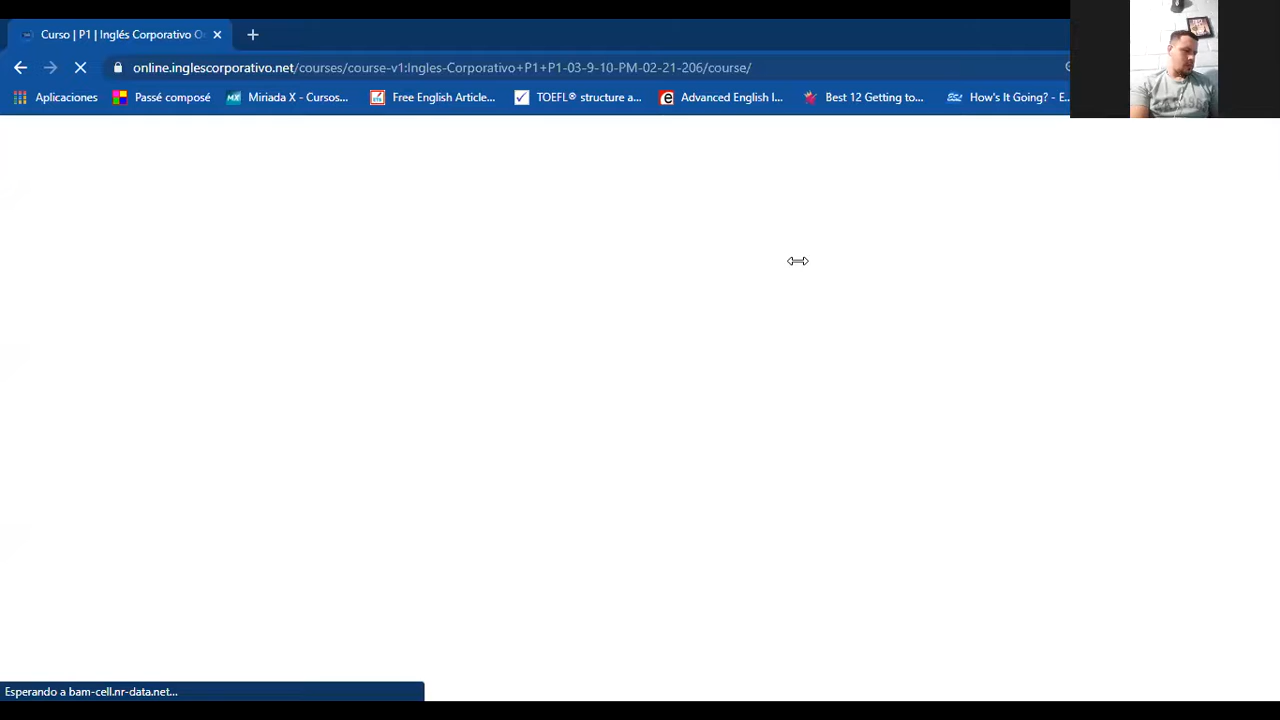 Curso | P1 | Inglés Corporativo O
online.inglescorporativo.net/courses/course-v1:Ingles-Corporativo+P1+P1-03-9-10-PM-02-21-206/course/
Aplicaciones Passé composé Miriada X - Cursos... Free English Article... TOEFL® structure a... Advanced English I... Best 12 Getting to... How's It Going? - E...
Esperando a bam-cell.nr-data.net...